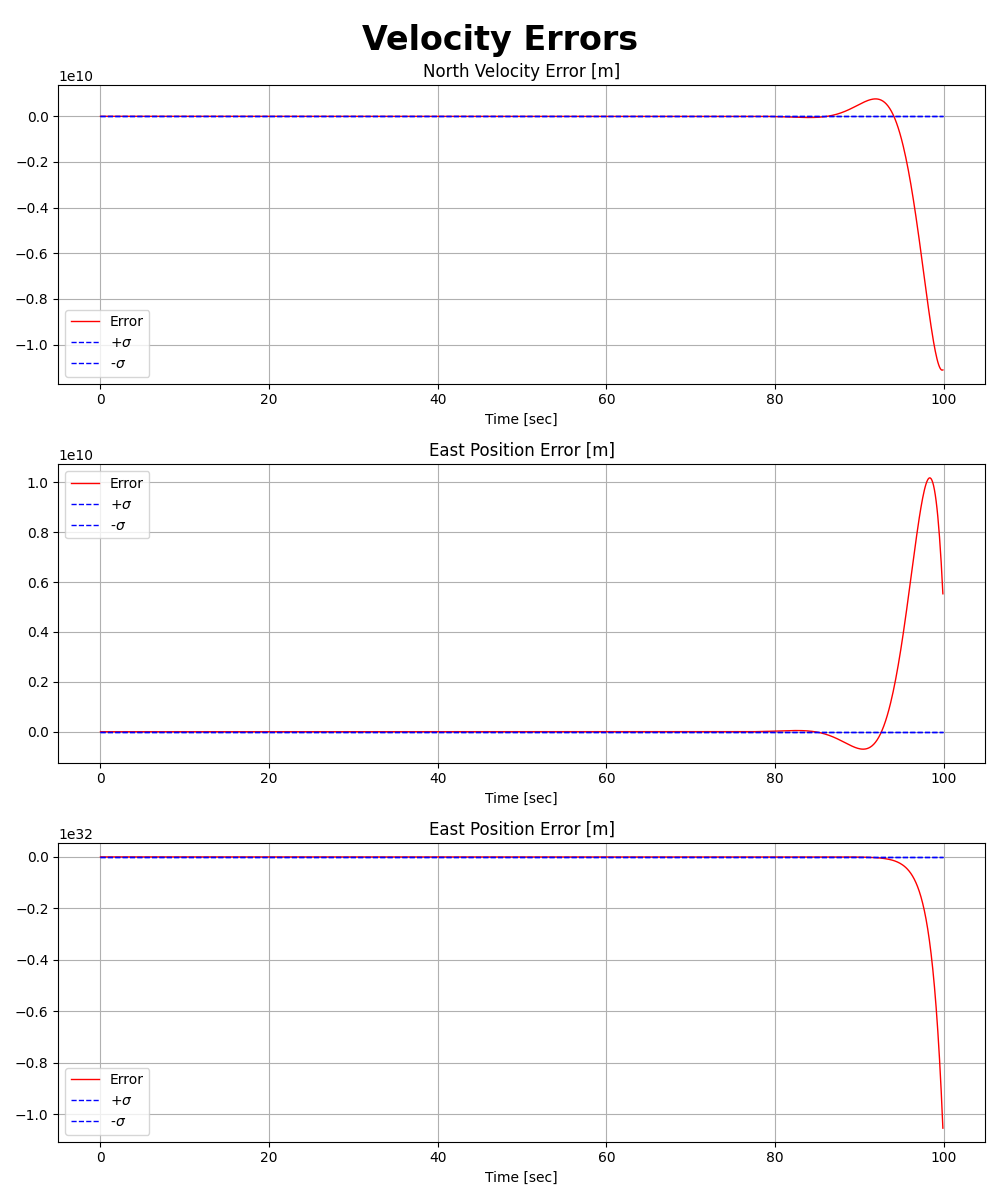 Velocity Errors
North Velocity Error [m]
1e10
0.0
−0.2
−0.4
−0.6
−0.8
−1.0
Error
+σ
-σ
0 20 40 60 80 100
Time [sec]
East Position Error [m]
1e10
1.0
0.8
0.6
0.4
0.2
0.0
Error
+σ
-σ
0 20 40 60 80 100
Time [sec]
East Position Error [m]
1e32
0.0
−0.2
−0.4
−0.6
−0.8
−1.0
Error
+σ
-σ
0 20 40 60 80 100
Time [sec]